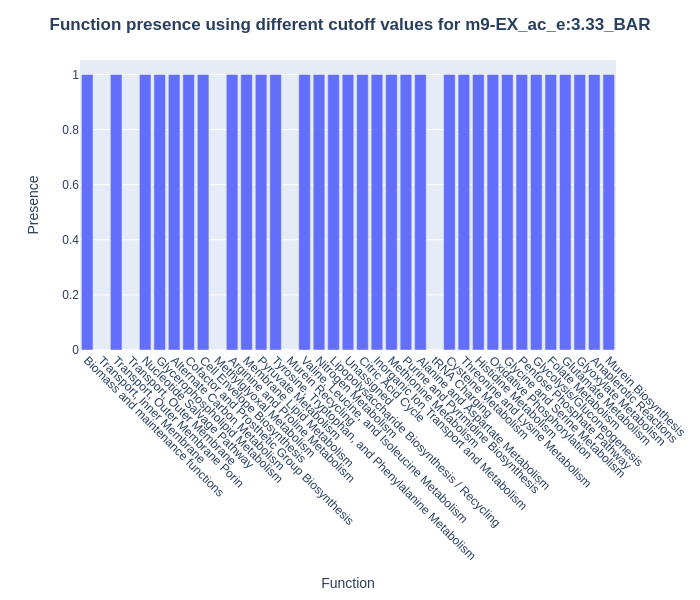 Function presence using different cutoff values for m9-EX_ac_e:3.33_BAR
1
0.8
0.6
0.4
0.2
0
Presence
Biomass and maintenance functions
Transport, Inner Membrane
Transport, Outer Membrane
Transport, Outer Membrane Porin
Nucleotide Salvage Pathway
Glycerophospholipid Metabolism
Alternate Carbon Metabolism
Cofactor and Prosthetic Group Biosynthesis
Cell Envelope Biosynthesis
Methylglyoxal Metabolism
Arginine and Proline Metabolism
Membrane Lipid Metabolism
Pyruvate Metabolism
Tyrosine, Tryptophan, and Phenylalanine Metabolism
Murein Recycling
Valine, Leucine, and Isoleucine Metabolism
Nitrogen Metabolism
Lipopolysaccharide Biosynthesis / Recycling
Unassigned
Citric Acid Cycle
Inorganic Ion Transport and Metabolism
Methionine Metabolism
Purine and Pyrimidine Biosynthesis
Alanine and Aspartate Metabolism
tRNA Charging
Cysteine Metabolism
Threonine and Lysine Metabolism
Histidine Metabolism
Oxidative Phosphorylation
Glycine and Serine Metabolism
Pentose Phosphate Pathway
Glycolysis/Gluconeogenesis
Folate Metabolism
Glutamate Metabolism
Glyoxylate Metabolism
Anaplerotic Reactions
Murein Biosynthesis
Function